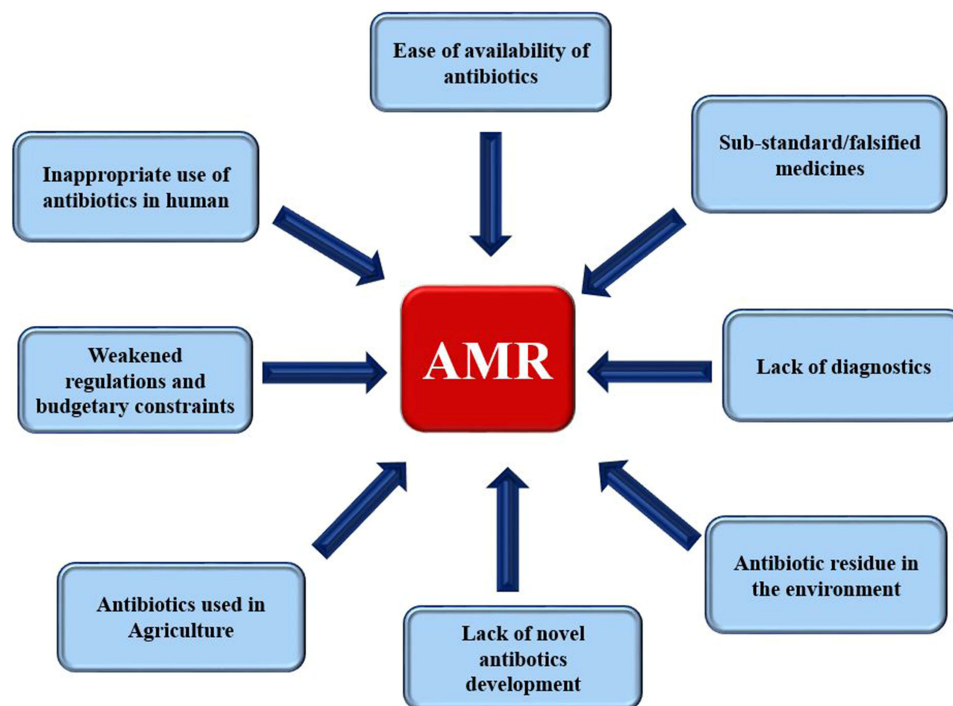 Ease of availability of
antibiotics
Sub-standard/falsified
medicines
Inappropriate use of
antibiotics in human
AMR
Weakened
regulations and
budgetary constraints
Lack of diagnostics
Antibiotics used in
Agriculture
Lack of novel
antibotics
development
Antibiotic residue in
the environment